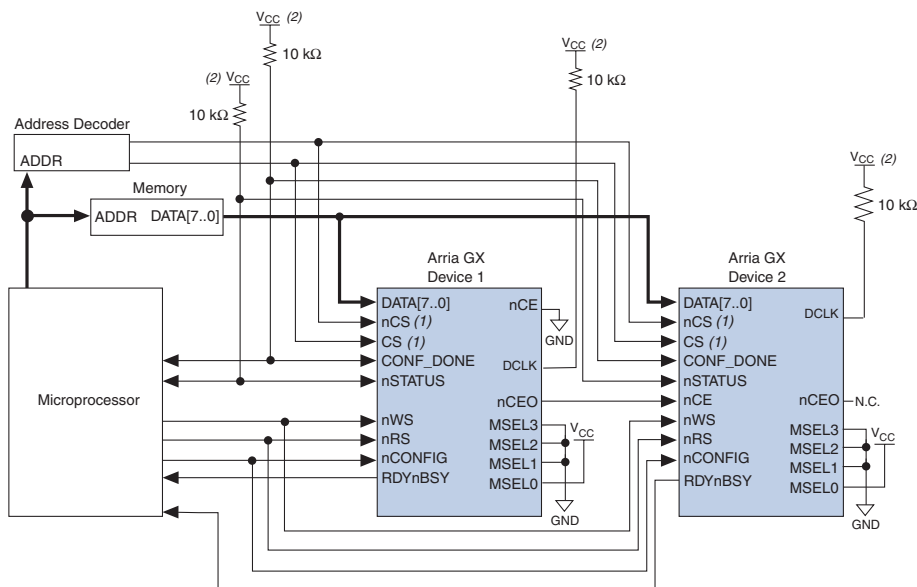 VCC (2)
10 kΩ
(2) VCC
10 kΩ
VCC (2)
10 kΩ
VCC (2)
10 kΩ
Address Decoder
ADDR
Memory
ADDR DATA[7..0]
Microprocessor
Arria GX
Device 1
DATA[7..0]
nCS (1)
CS (1)
CONF_DONE
nSTATUS
nWS
nRS
nCONFIG
RDYnBSY
nCE
GND
DCLK
nCEO
MSEL3
MSEL2
MSEL1
MSEL0
VCC
GND
Arria GX
Device 2
DATA[7..0]
nCS (1)
CS (1)
CONF_DONE
nSTATUS
nCE
nWS
nRS
nCONFIG
RDYnBSY
DCLK
nCEO
N.C.
MSEL3
MSEL2
MSEL1
MSEL0
VCC
GND